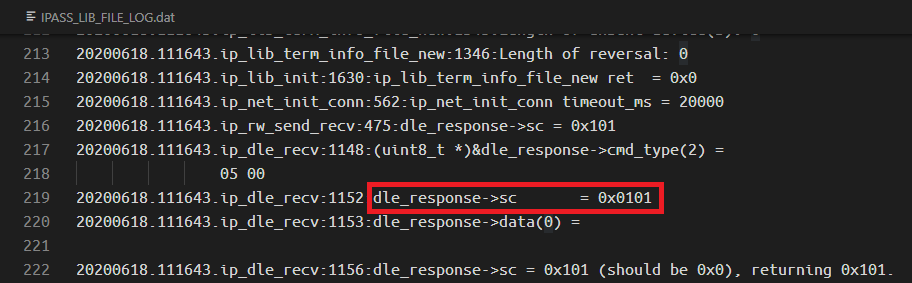 IPASS_LIB_FILE_LOG.dat
213 20200618.111643.ip_lib_term_info_file_new:1346:Length of reversal: 0
214 20200618.111643.ip_lib_init:1630:ip_lib_term_info_file_new ret  = 0x0
215 20200618.111643.ip_net_init_conn:562:ip_net_init_conn timeout_ms = 20000
216 20200618.111643.ip_rw_send_recv:475:dle_response->sc = 0x101
217 20200618.111643.ip_dle_recv:1148:(uint8_t *)&dle_response->cmd_type(2) =
218 05 00
219 20200618.111643.ip_dle_recv:1152:dle_response->sc       = 0x0101
220 20200618.111643.ip_dle_recv:1153:dle_response->data(0) =
221
222 20200618.111643.ip_dle_recv:1156:dle_response->sc = 0x101 (should be 0x0), returning 0x101.